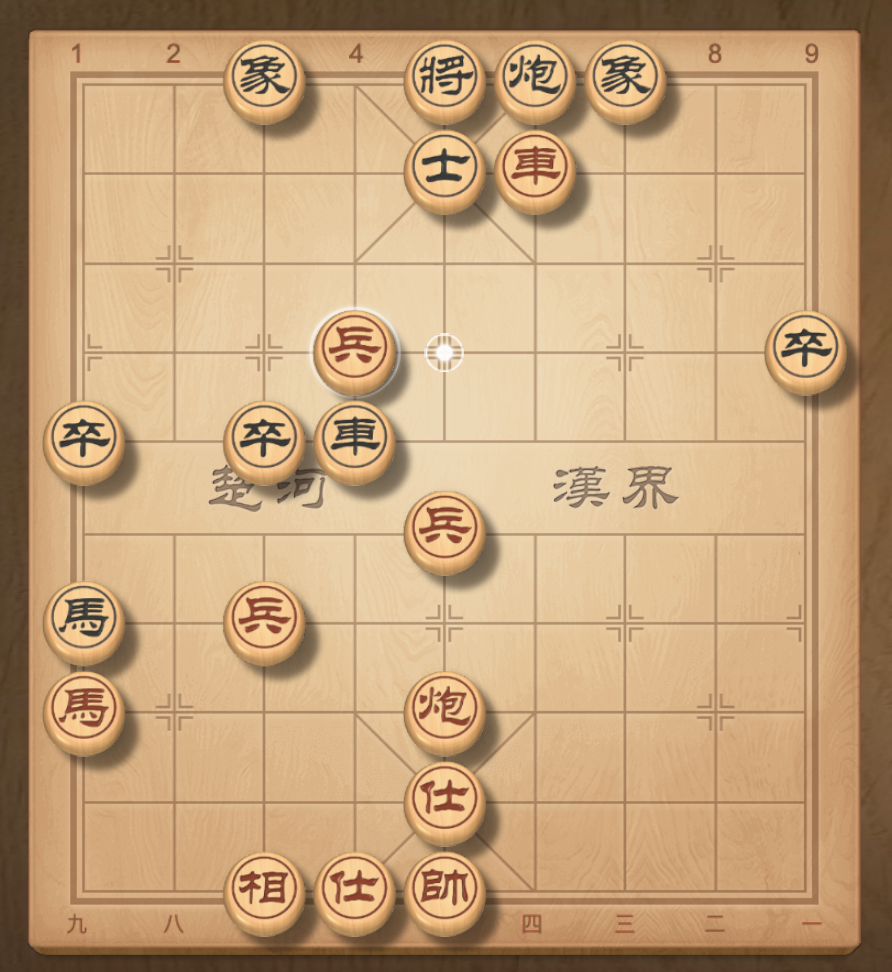 1 2 4 8 9
象 將 炮 象
士 車
兵 卒
卒 卒 車
楚河 漢界
兵
馬 兵
馬 炮
仕
相 仕 帥
九 八 四 三 二 一